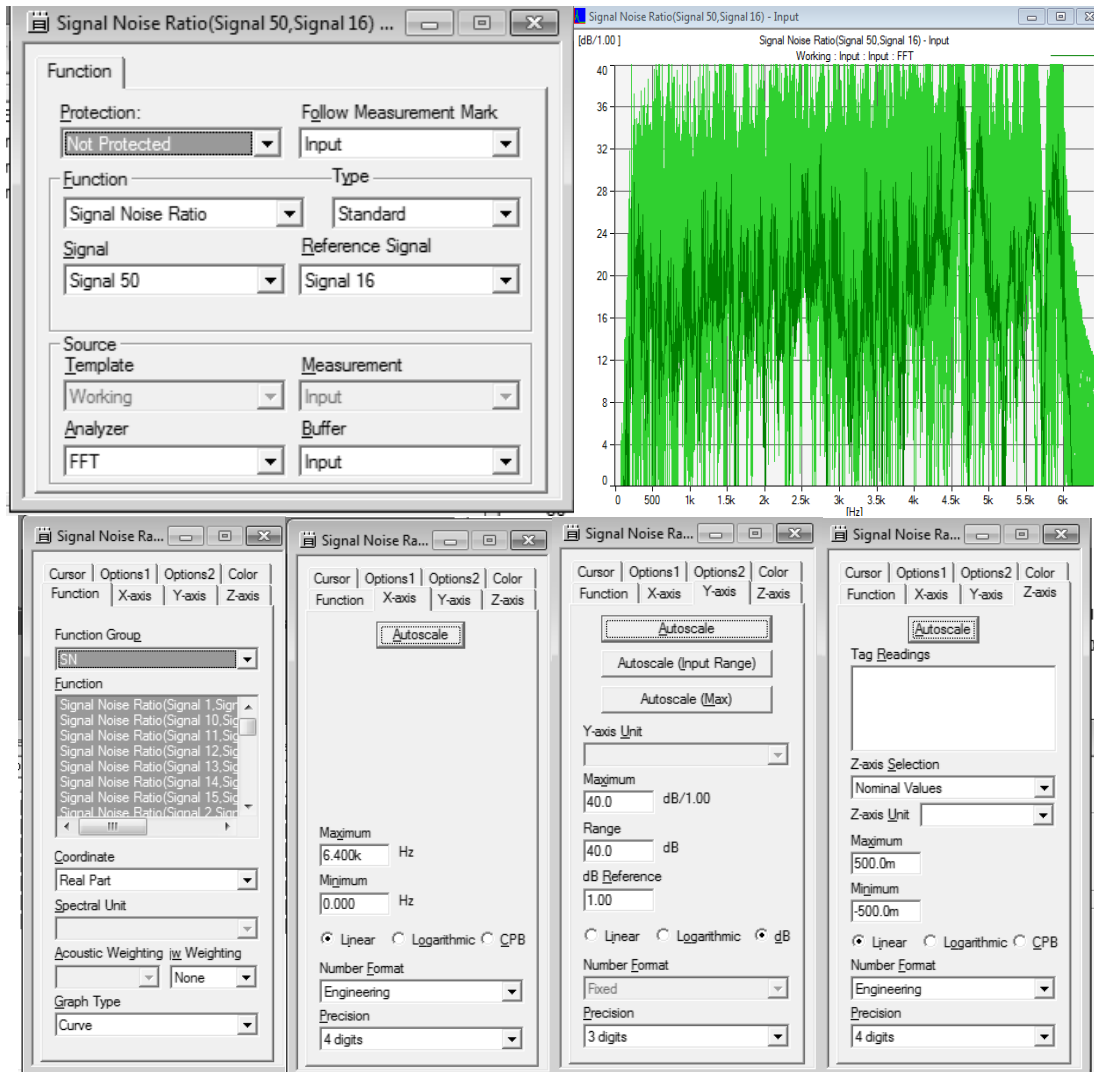 Signal Noise Ratio(Signal 50,Signal 16) ...
Function
Protection:
Follow Measurement Mark
Not Protected
Input
Function
Type
Signal Noise Ratio
Standard
Signal
Reference Signal
Signal 50
Signal 16
Source
Template
Measurement
Working
Input
Analyzer
Buffer
FFT
Input
Signal Noise Ratio(Signal 50,Signal 16) - Input
[dB/1.00 ]
Signal Noise Ratio(Signal 50,Signal 16) - Input
Working : Input : Input : FFT
40
36
32
28
24
20
16
12
8
4
0
0 500 1k 1.5k 2k 2.5k 3k 3.5k 4k 4.5k 5k 5.5k 6k
[Hz]
Signal Noise Ra...
Cursor Options1 Options2 Color
Function X-axis Y-axis Z-axis
Function Group
SN
Function
Signal Noise Ratio(Signal 1,Sigr
Signal Noise Ratio(Signal 10,Sig
Signal Noise Ratio(Signal 11,Sig
Signal Noise Ratio(Signal 12,Sig
Signal Noise Ratio(Signal 13,Sig
Signal Noise Ratio(Signal 14,Sig
Signal Noise Ratio(Signal 15,Sig
Signal Noise Ratio(Signal 2,Sign
Coordinate
Real Part
Spectral Unit
Acoustic Weighting jw Weighting
None
Graph Type
Curve
Signal Noise Ra...
Cursor Options1 Options2 Color
Function X-axis Y-axis Z-axis
Autoscale
Maximum
6.400k Hz
Minimum
0.000 Hz
Linear Logarithmic CPB
Number Format
Engineering
Precision
4 digits
Signal Noise Ra...
Cursor Options1 Options2 Color
Function X-axis Y-axis Z-axis
Autoscale
Autoscale (Input Range)
Autoscale (Max)
Y-axis Unit
Maximum
40.0 dB/1.00
Range
40.0 dB
dB Reference
1.00
Linear Logarithmic dB
Number Format
Fixed
Precision
3 digits
Signal Noise Ra...
Cursor Options1 Options2 Color
Function X-axis Y-axis Z-axis
Autoscale
Tag Readings
Z-axis Selection
Nominal Values
Z-axis Unit
Maximum
500.0m
Minimum
-500.0m
Linear Logarithmic CPB
Number Format
Engineering
Precision
4 digits